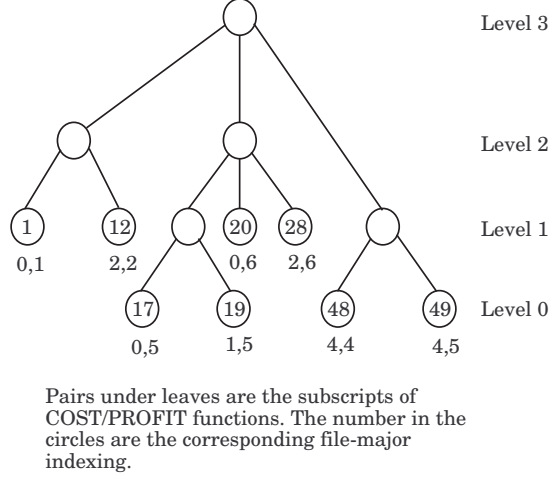 Level 3
Level 2
1
12
20
28
Level 1
0,1
2,2
0,6
2,6
17
19
48
49
Level 0
0,5
1,5
4,4
4,5
Pairs under leaves are the subscripts of
COST/PROFIT functions. The number in the
circles are the corresponding file-major
indexing.